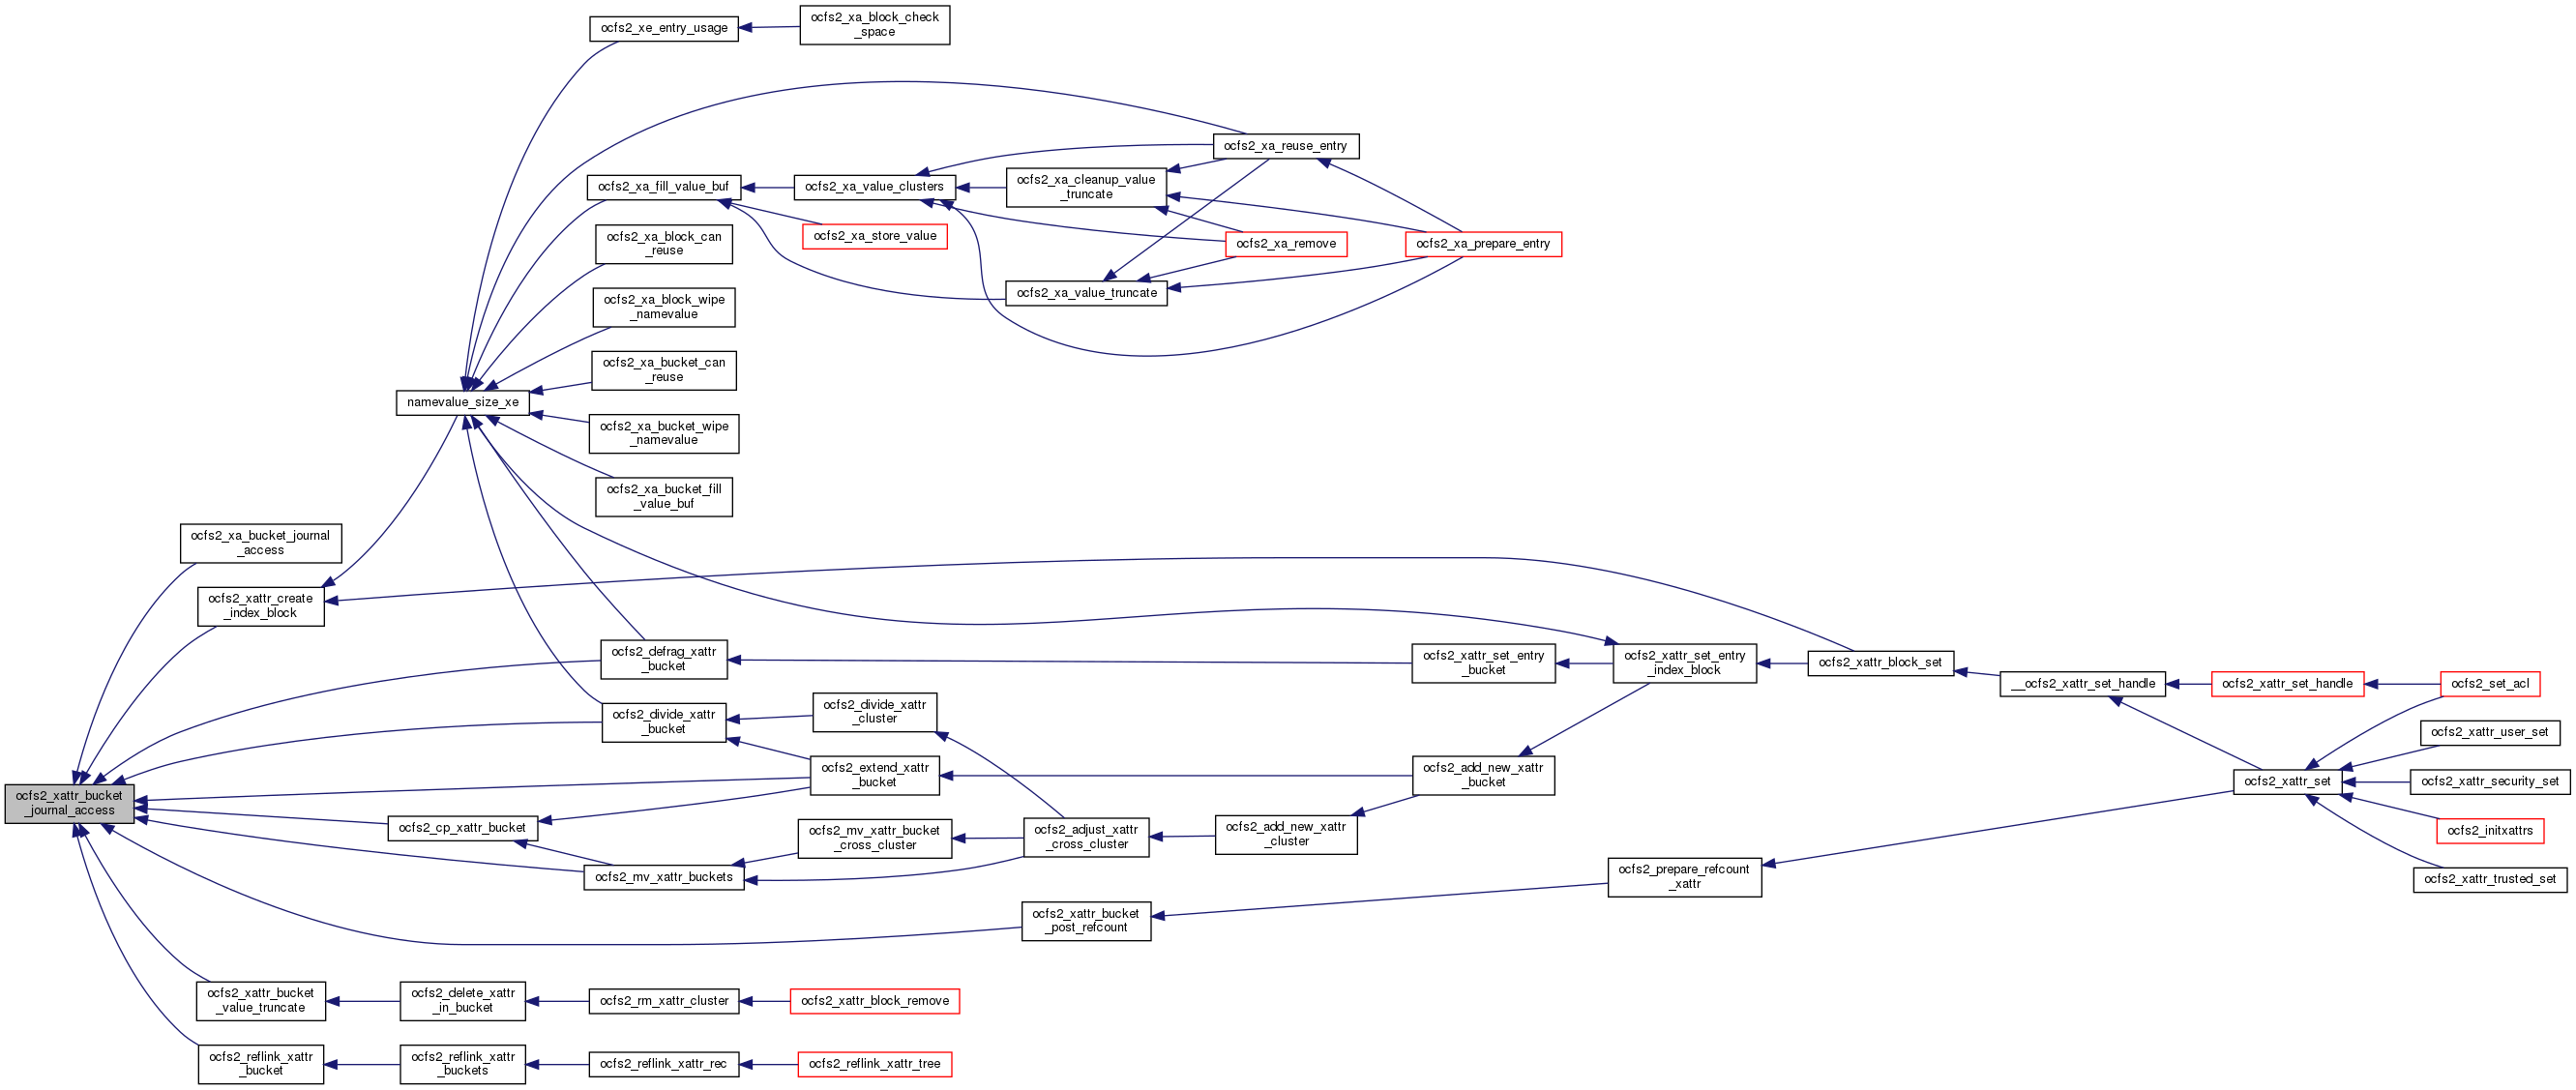 ocfs2_xattr_bucket
_journal_access
ocfs2_xa_bucket_journal
_access
ocfs2_xattr_create
_index_block
namevalue_size_xe
ocfs2_xe_entry_usage
ocfs2_xa_block_check
_space
ocfs2_xa_reuse_entry
ocfs2_xa_fill_value_buf
ocfs2_xa_value_clusters
ocfs2_xa_cleanup_value
_truncate
ocfs2_xa_store_value
ocfs2_xa_remove
ocfs2_xa_prepare_entry
ocfs2_xa_value_truncate
ocfs2_xa_block_can
_reuse
ocfs2_xa_block_wipe
_namevalue
ocfs2_xa_bucket_can
_reuse
ocfs2_xa_bucket_wipe
_namevalue
ocfs2_xa_bucket_fill
_value_buf
ocfs2_defrag_xattr
_bucket
ocfs2_xattr_set_entry
_bucket
ocfs2_xattr_set_entry
_index_block
ocfs2_xattr_block_set
__ocfs2_xattr_set_handle
ocfs2_xattr_set_handle
ocfs2_set_acl
ocfs2_divide_xattr
_bucket
ocfs2_divide_xattr
_cluster
ocfs2_extend_xattr
_bucket
ocfs2_add_new_xattr
_bucket
ocfs2_xattr_set
ocfs2_xattr_user_set
ocfs2_xattr_security_set
ocfs2_initxattrs
ocfs2_xattr_trusted_set
ocfs2_cp_xattr_bucket
ocfs2_mv_xattr_bucket
_cross_cluster
ocfs2_adjust_xattr
_cross_cluster
ocfs2_add_new_xattr
_cluster
ocfs2_mv_xattr_buckets
ocfs2_prepare_refcount
_xattr
ocfs2_xattr_bucket
_post_refcount
ocfs2_xattr_bucket
_value_truncate
ocfs2_delete_xattr
_in_bucket
ocfs2_rm_xattr_cluster
ocfs2_xattr_block_remove
ocfs2_reflink_xattr
_bucket
ocfs2_reflink_xattr
_buckets
ocfs2_reflink_xattr_rec
ocfs2_reflink_xattr_tree